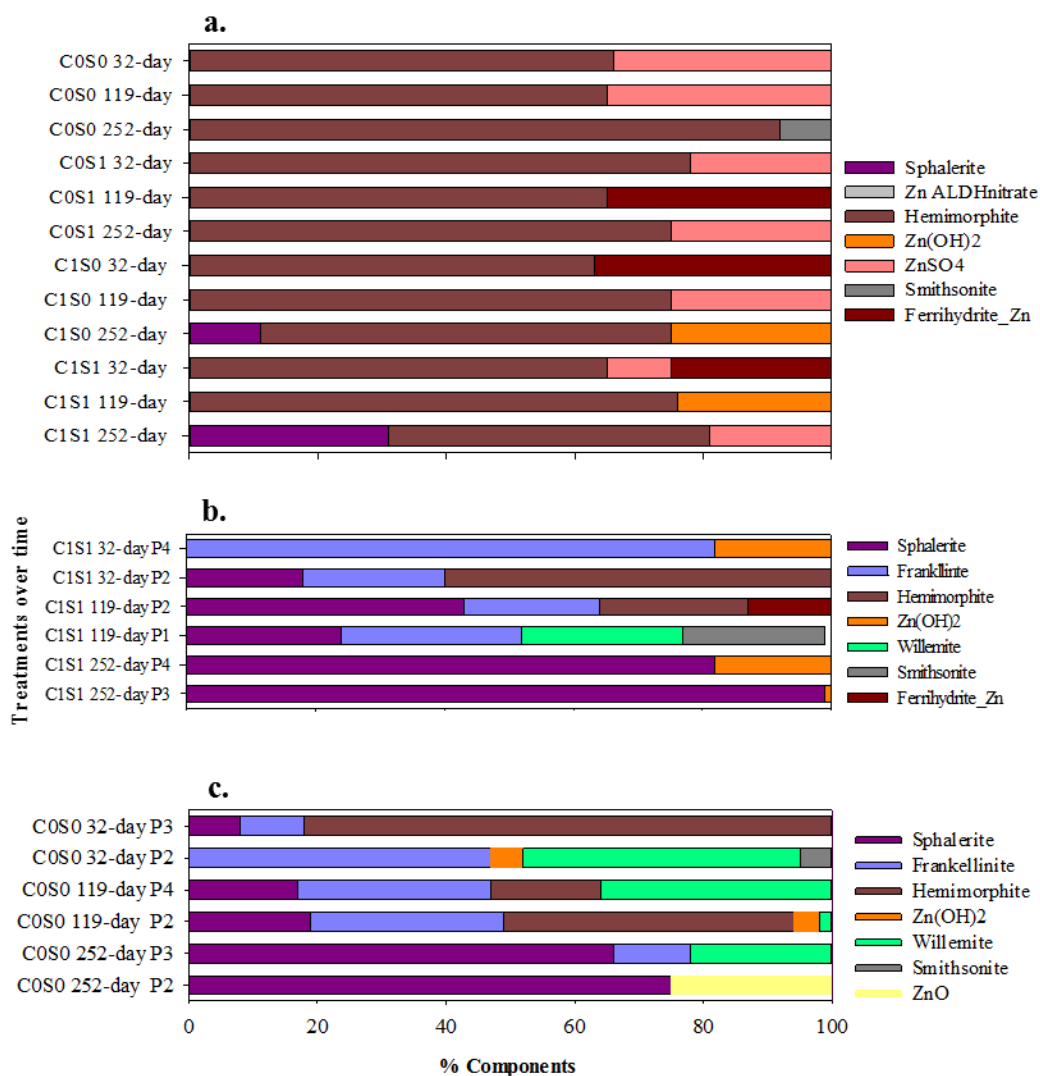 a.
C0S0 32-day
C0S0 119-day
C0S0 252-day
C0S1 32-day
C0S1 119-day
C0S1 252-day
C1S0 32-day
C1S0 119-day
C1S0 252-day
C1S1 32-day
C1S1 119-day
C1S1 252-day
Sphalerite
Zn ALDHnitrate
Hemimorphite
Zn(OH)2
ZnSO4
Smithsonite
Ferrihydrite_Zn
Treatments over time
b.
C1S1 32-day P4
C1S1 32-day P2
C1S1 119-day P2
C1S1 119-day P1
C1S1 252-day P4
C1S1 252-day P3
Sphalerite
Frankllinte
Hemimorphite
Zn(OH)2
Willemite
Smithsonite
Ferrihydrite_Zn
c.
C0S0 32-day P3
C0S0 32-day P2
C0S0 119-day P4
C0S0 119-day P2
C0S0 252-day P3
C0S0 252-day P2
Sphalerite
Frankellinite
Hemimorphite
Zn(OH)2
Willemite
Smithsonite
ZnO
0 20 40 60 80 100
% Components